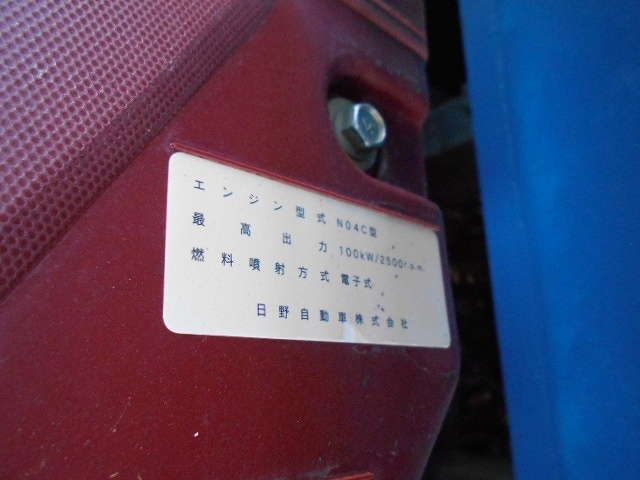 エンジン型式 N04C型
最高出力 100kW/2500r.p.m.
燃料噴射方式 電子式
日野自動車株式会社